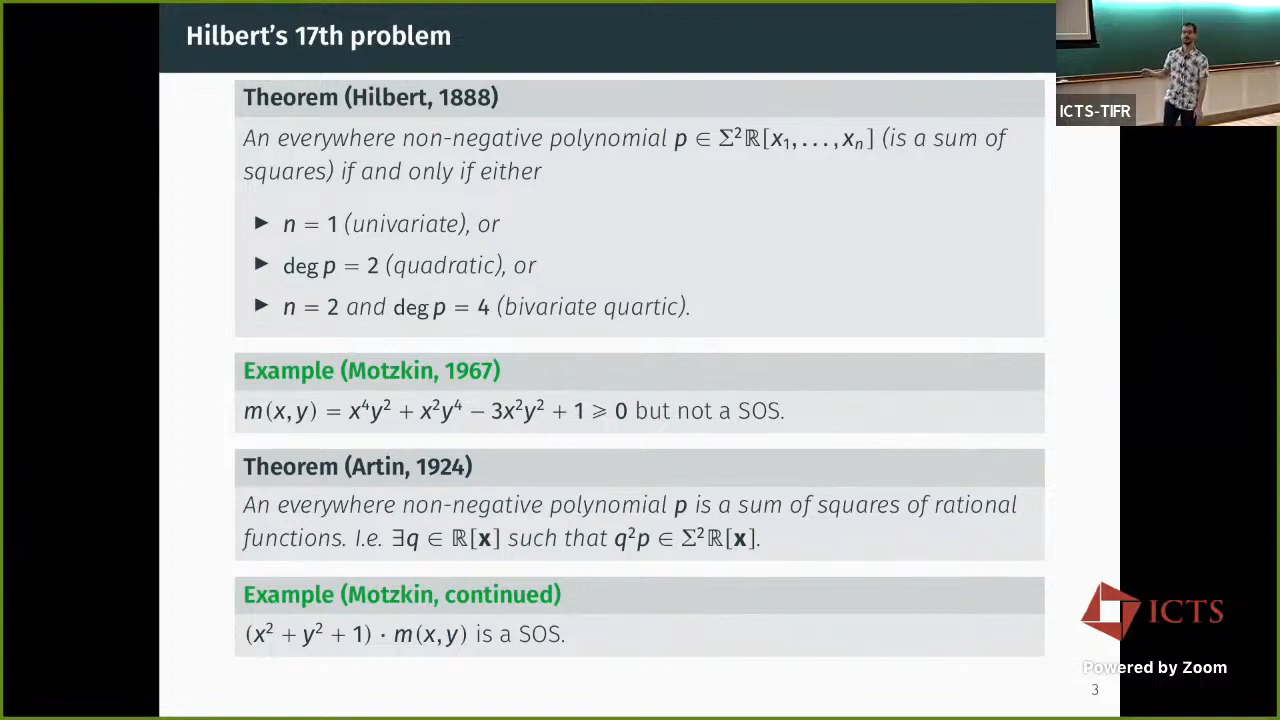 Hilbert's 17th problem
ICTS-TIFR
Theorem (Hilbert, 1888)
An everywhere non-negative polynomial p ∈ Σ²ℝ[x₁, . . . , xₙ] (is a sum of
squares) if and only if either
▶ n = 1 (univariate), or
▶ deg p = 2 (quadratic), or
▶ n = 2 and deg p = 4 (bivariate quartic).
Example (Motzkin, 1967)
m(x, y) = x⁴y² + x²y⁴ − 3x²y² + 1 ⩾ 0 but not a SOS.
Theorem (Artin, 1924)
An everywhere non-negative polynomial p is a sum of squares of rational
functions. I.e. ∃q ∈ ℝ[x] such that q²p ∈ Σ²ℝ[x].
Example (Motzkin, continued)
(x² + y² + 1) · m(x, y) is a SOS.
ICTS
Powered by Zoom
3